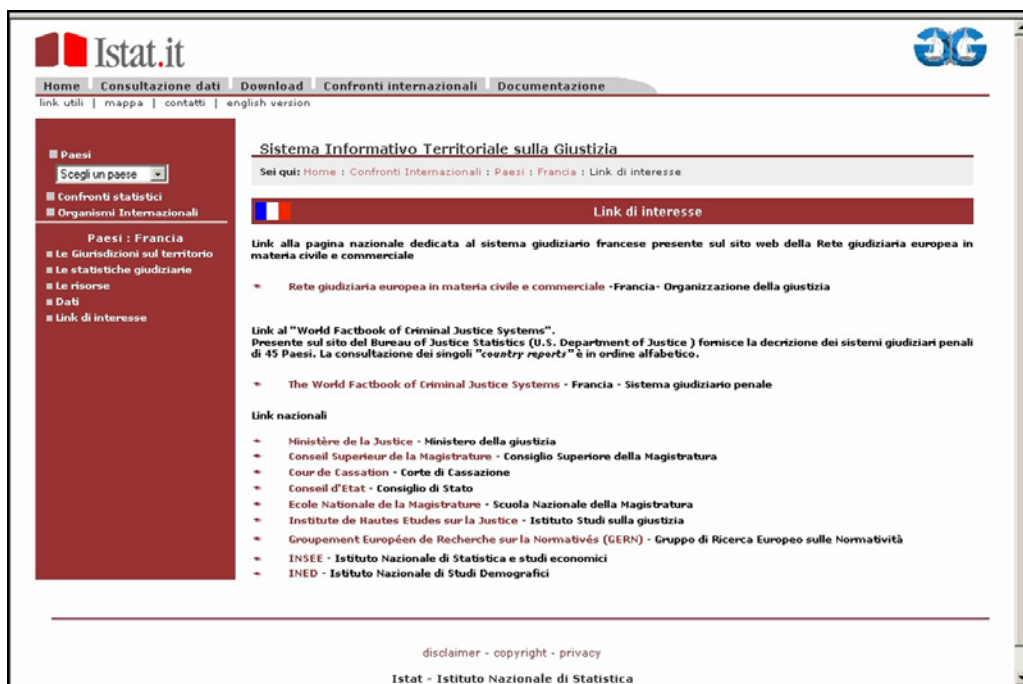 Istat.it
Home Consultazione dati Download Confronti internazionali Documentazione
link utili | mappa | contatti | english version
Paesi
Scegli un paese
Confronti statistici
Organismi Internazionali
Paesi : Francia
Le Giurisdizioni sul territorio
Le statistiche giudiziarie
Le risorse
Dati
Link di interesse
Sistema Informativo Territoriale sulla Giustizia
Sei qui: Home : Confronti Internazionali : Paesi : Francia : Link di interesse
Link di interesse
Link alla pagina nazionale dedicata al sistema giudiziario francese presente sul sito web della Rete giudiziaria europea in
materia civile e commerciale
Rete giudiziaria europea in materia civile e commerciale -Francia- Organizzazione della giustizia
Link al "World Factbook of Criminal Justice Systems".
Presente sul sito del Bureau of Justice Statistics (U.S. Department of Justice ) fornisce la decrizione dei sistemi giudiziari penali
di 45 Paesi. La consultazione dei singoli "country reports" è in ordine alfabetico.
The World Factbook of Criminal Justice Systems - Francia - Sistema giudiziario penale
Link nazionali
Ministère de la Justice - Ministero della giustizia
Conseil Superieur de la Magistrature - Consiglio Superiore della Magistratura
Cour de Cassation - Corte di Cassazione
Conseil d'Etat - Consiglio di Stato
Ecole Nationale de la Magistrature - Scuola Nazionale della Magistratura
Institute de Hautes Etudes sur la Justice - Istituto Studi sulla giustizia
Groupement Européen de Recherche sur la Normativés (GERN) - Gruppo di Ricerca Europeo sulle Normatività
INSEE - Istituto Nazionale di Statistica e studi economici
INED - Istituto Nazionale di Studi Demografici
disclaimer - copyright - privacy
Istat - Istituto Nazionale di Statistica